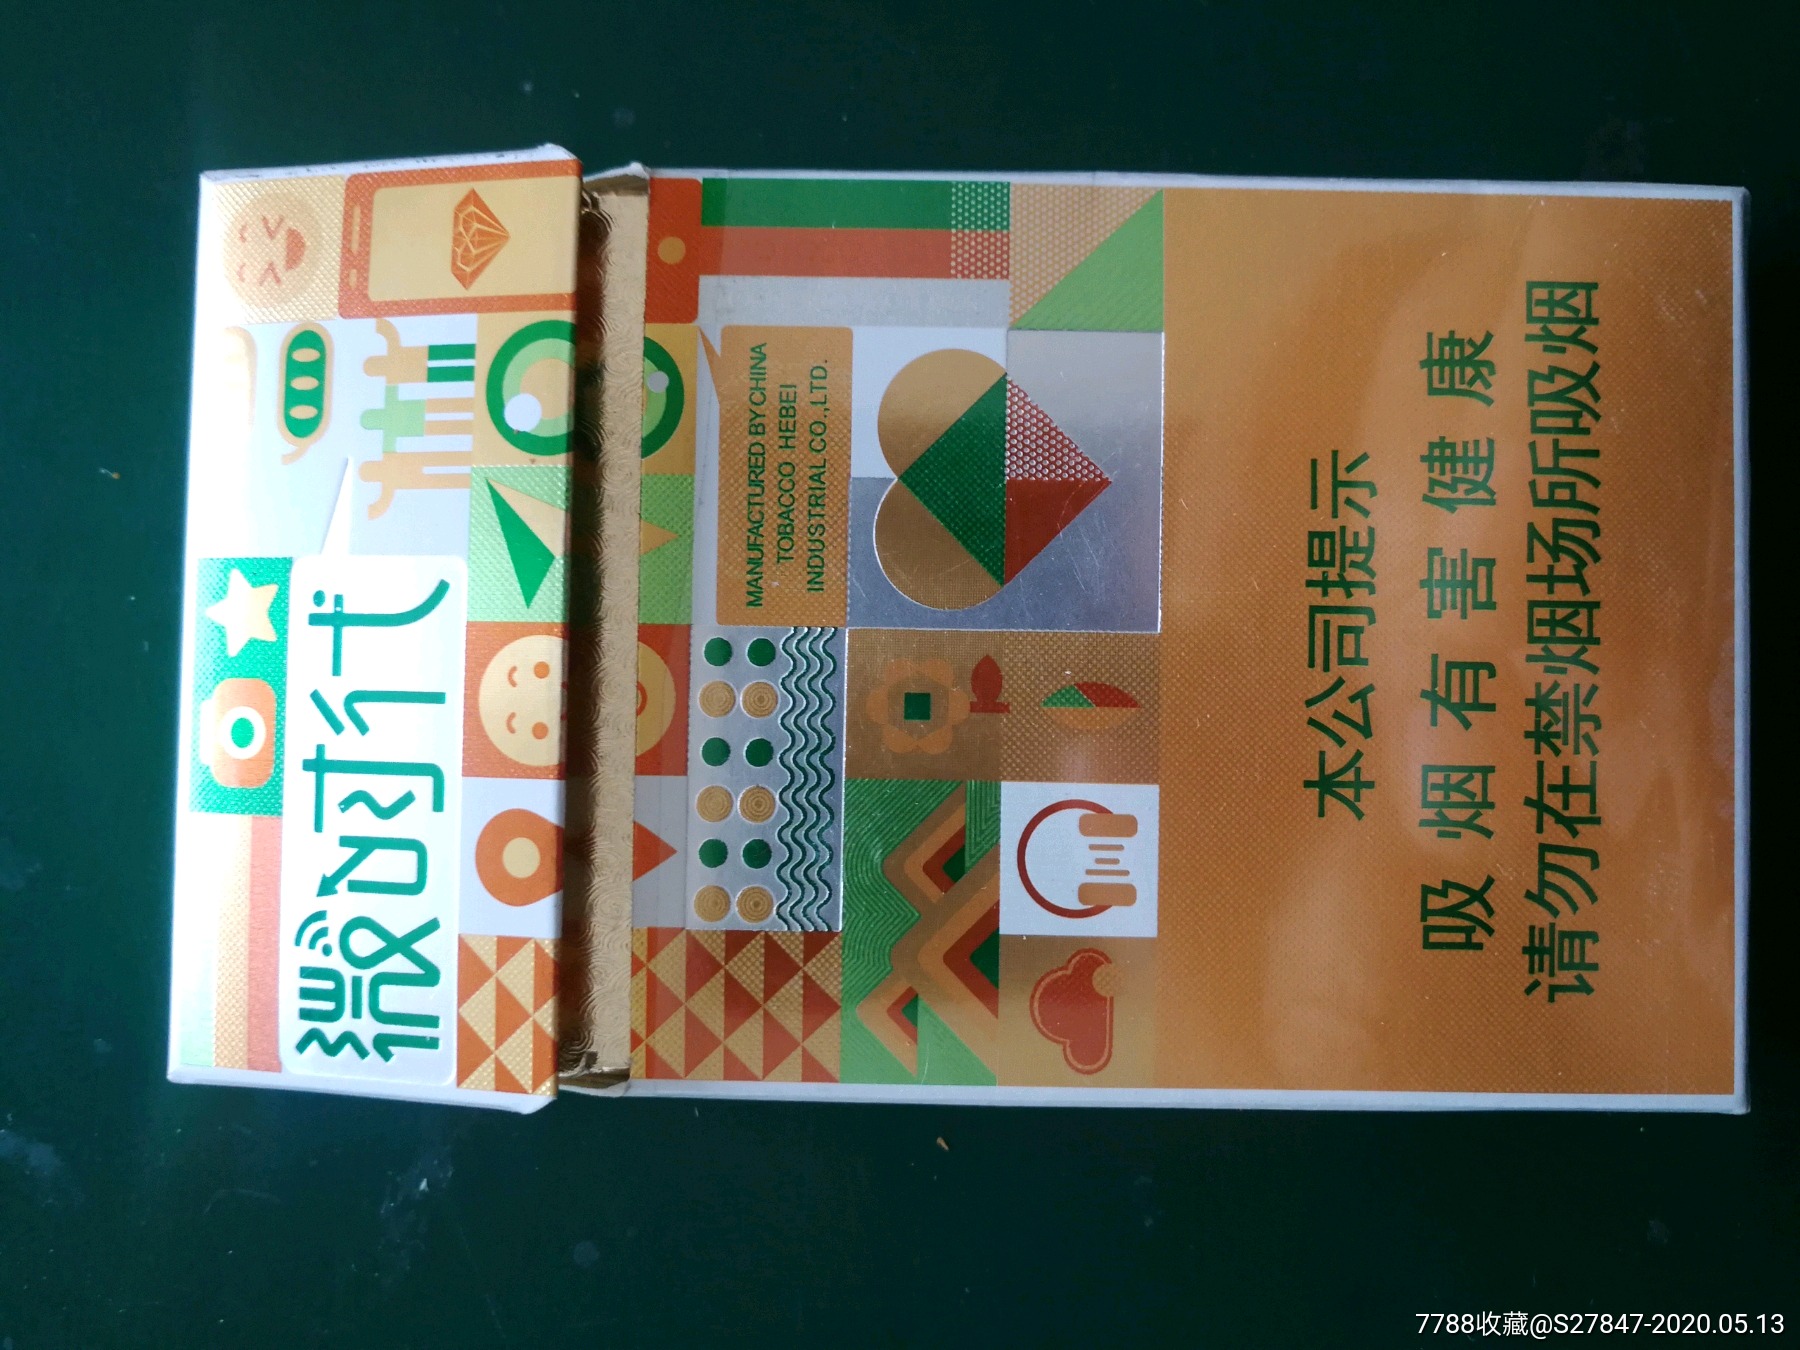 微时代
MANUFACTURED BY CHINA
TOBACCO HEBEI
INDUSTRIAL CO.,LTD.
本公司提示
吸烟有害健康
请勿在禁烟场所吸烟
7788收藏@S27847-2020.05.13